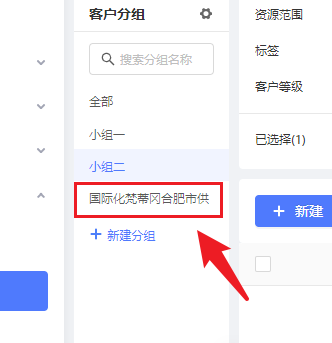 客户分组
搜索分组名称
全部
小组一
小组二
国际化梵蒂冈合肥市供
新建分组
资源范围
标签
客户等级
已选择(1)
新建